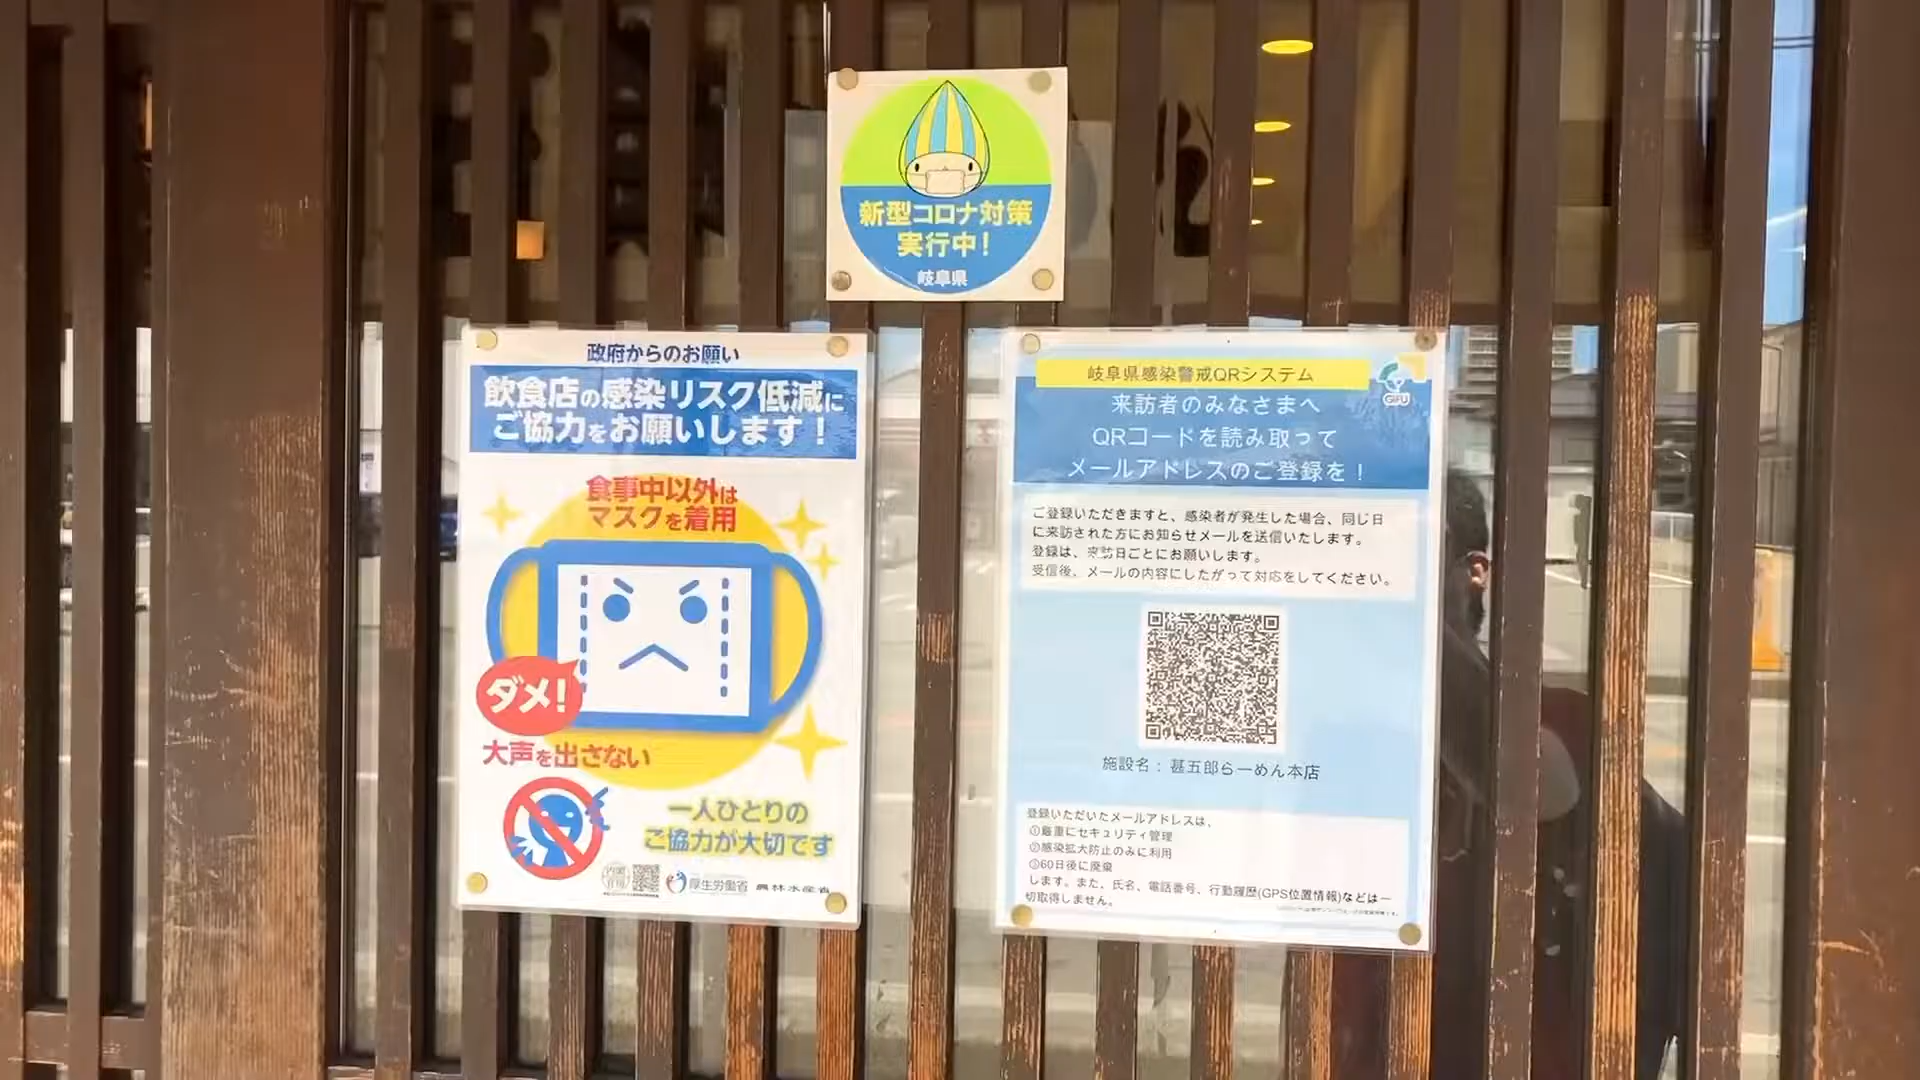 新型コロナ対策
実行中!
岐阜県
政府からのお願い
飲食店の感染リスク低減に
ご協力をお願いします!
食事中以外は
マスクを着用
ダメ!
大声を出さない
一人ひとりの
ご協力が大切です
厚生労働省 農林水産省
岐阜県感染警戒QRシステム
GIFU
来訪者のみなさまへ
QRコードを読み取って
メールアドレスのご登録を!
ご登録いただきますと、感染者が発生した場合、同じ日
に来訪された方にお知らせメールを送信いたします。
登録は、来訪日ごとにお願いします。
受信後、メールの内容にしたがって対応をしてください。
施設名:甚五郎らーめん本店
登録いただいたメールアドレスは、
①厳重にセキュリティ管理
②感染拡大防止のみに利用
③60日後に廃棄
します。また、氏名、電話番号、行動履歴(GPS位置情報)などは一
切取得しません。